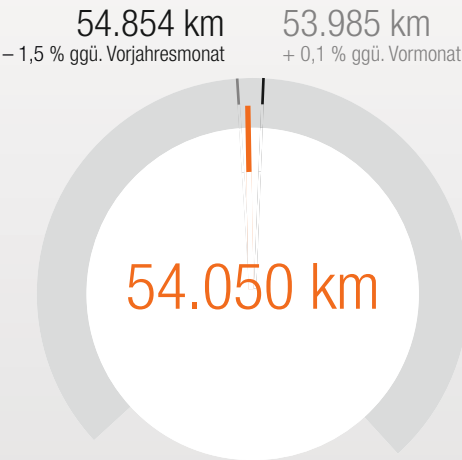 54.854 km
– 1,5 % ggü. Vorjahresmonat
53.985 km
+ 0,1 % ggü. Vormonat
54.050 km